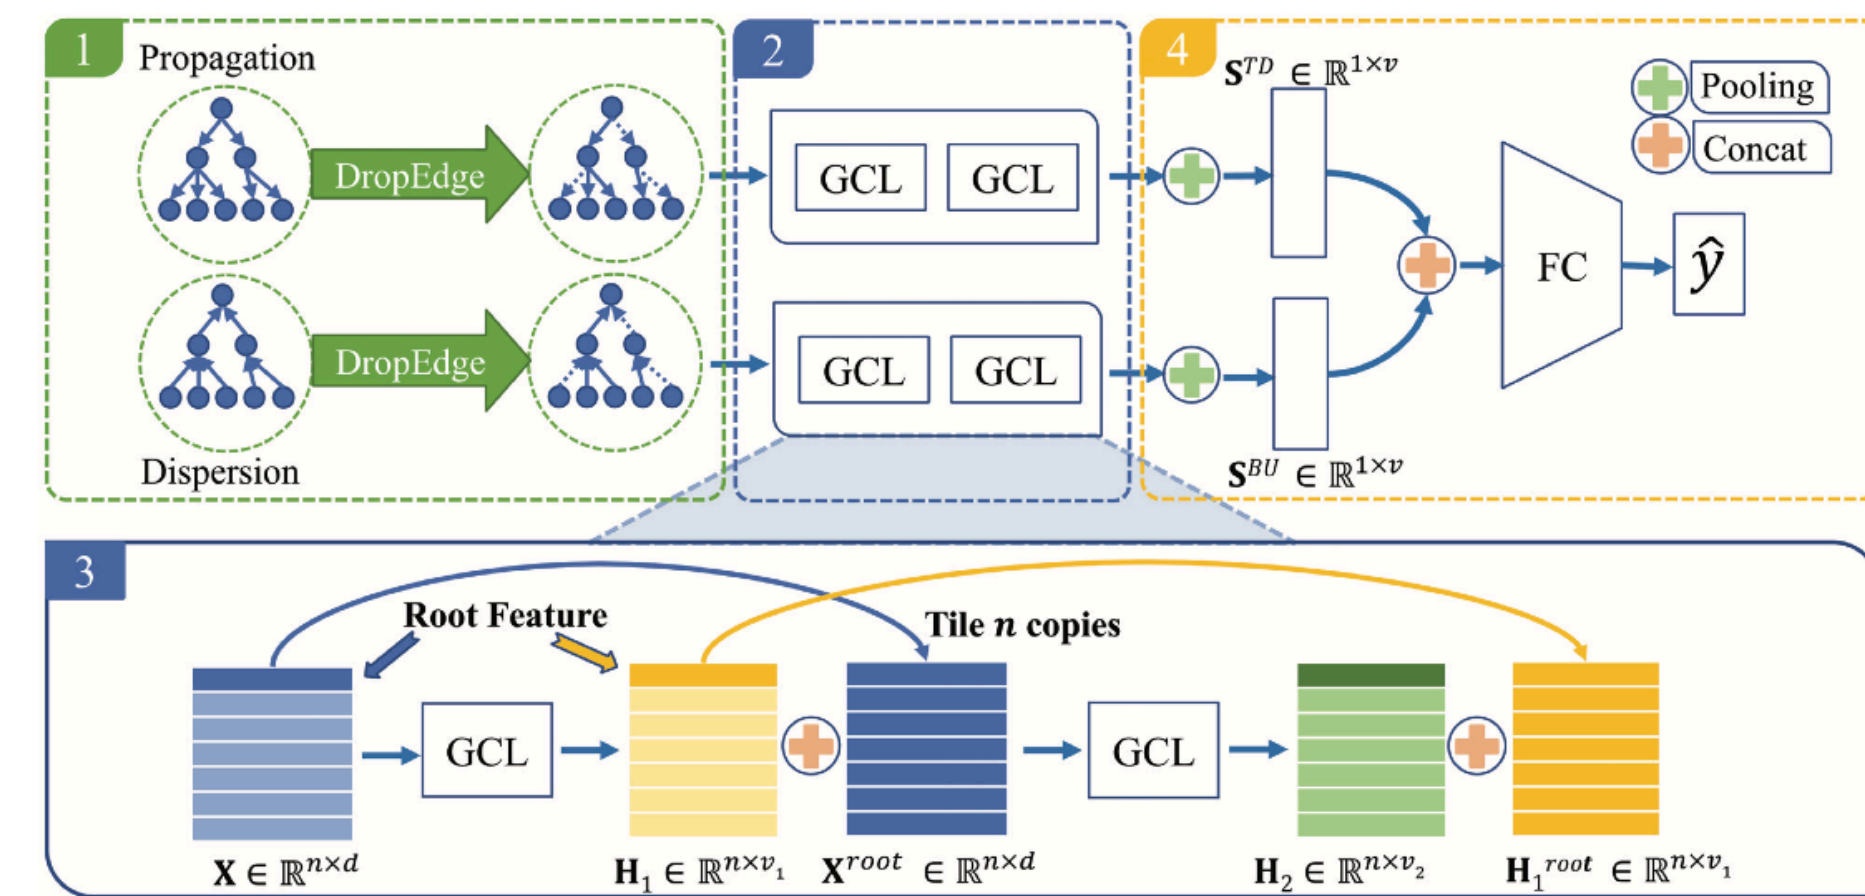 1
Propagation
DropEdge
DropEdge
Dispersion
2
GCL GCL
GCL GCL
4
S^{TD} ∈ ℝ^{1×v}
Pooling
Concat
FC
ŷ
S^{BU} ∈ ℝ^{1×v}
3
Root Feature
Tile n copies
GCL
GCL
X ∈ ℝ^{n×d}
H_1 ∈ ℝ^{n×v_1}
X^{root} ∈ ℝ^{n×d}
H_2 ∈ ℝ^{n×v_2}
H_1^{root} ∈ ℝ^{n×v_1}